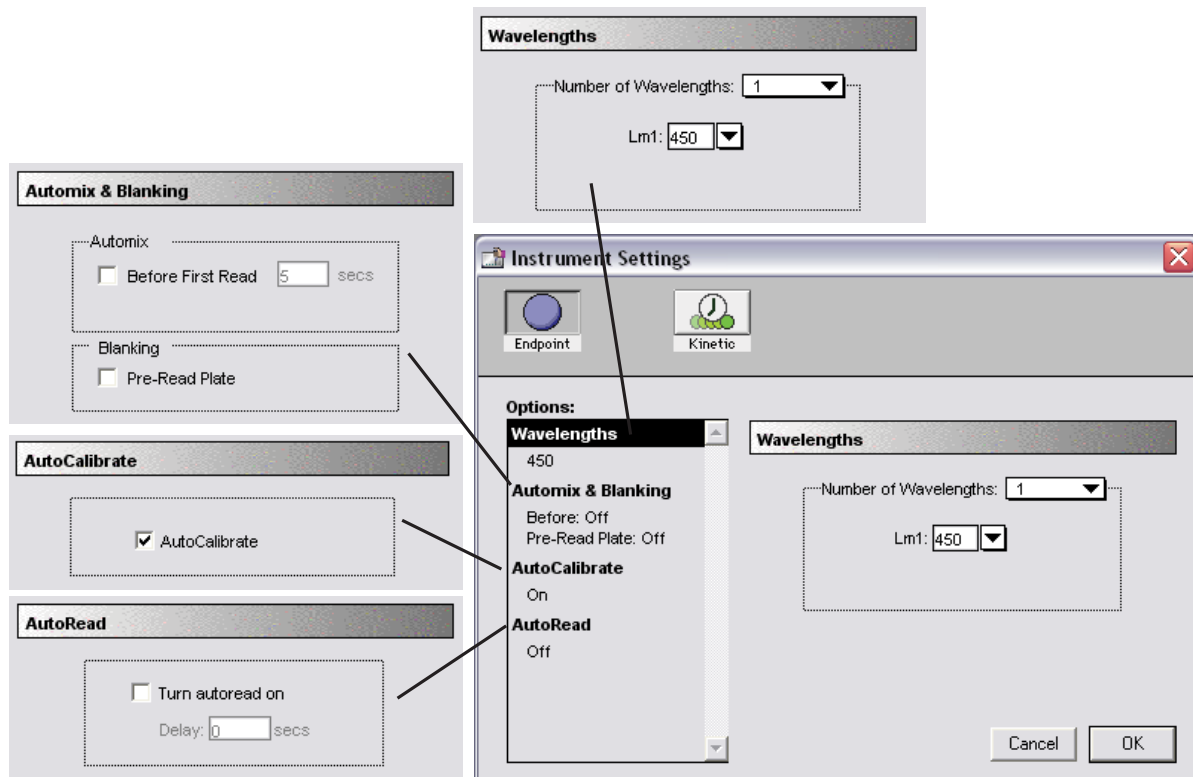 Wavelengths
Number of Wavelengths: 1
Lm1: 450
Automix & Blanking
Automix
Before First Read 5 secs
Blanking
Pre-Read Plate
AutoCalibrate
AutoCalibrate
AutoRead
Turn autoread on
Delay: 0 secs
Instrument Settings
Endpoint
Kinetic
Options:
Wavelengths
450
Automix & Blanking
Before: Off
Pre-Read Plate: Off
AutoCalibrate
On
AutoRead
Off
Wavelengths
Number of Wavelengths: 1
Lm1: 450
Cancel
OK